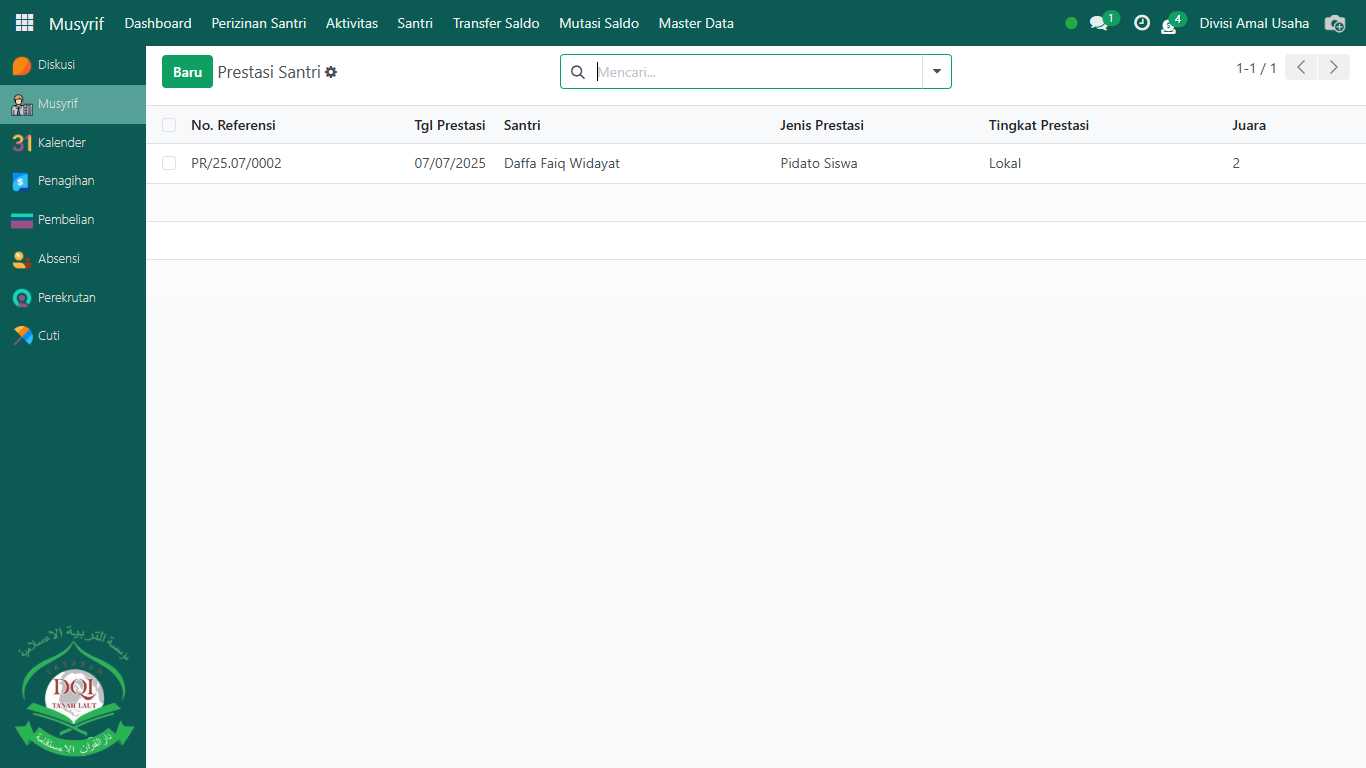 Musyrif Dashboard Perizinan Santri Aktivitas Santri Transfer Saldo Mutasi Saldo Master Data 1 4 Divisi Amal Usaha
Diskusi
Musyrif
Kalender
Penagihan
Pembelian
Absensi
Perekrutan
Cuti
Baru Prestasi Santri Mencari... 1-1 / 1
No. Referensi Tgl Prestasi Santri Jenis Prestasi Tingkat Prestasi Juara
PR/25.07/0002 07/07/2025 Daffa Faiq Widayat Pidato Siswa Lokal 2
مؤسسة التربية الإسلامية
YAYASAN
DQI
TANAH LAUT
دار القرآن الاستقامة